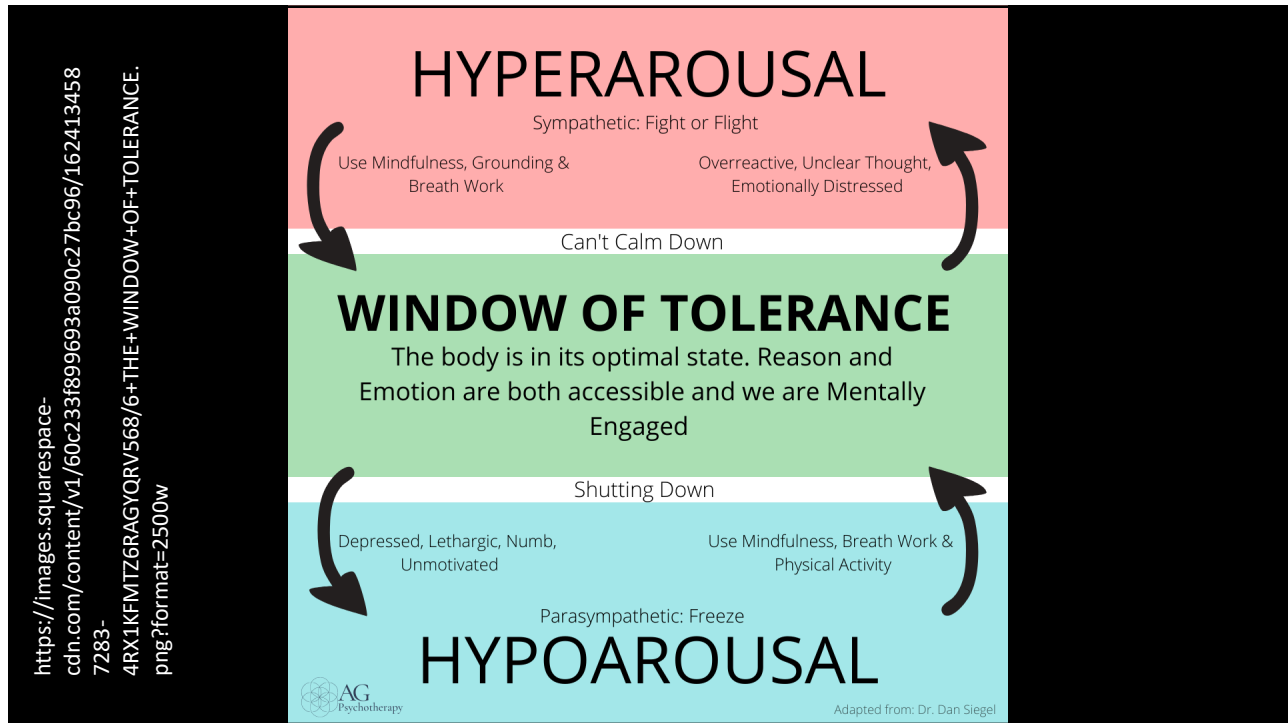 https://images.squarespace-
cdn.com/content/v1/60c233f899693a090c27bc96/162413458
7283-
4RX1KFMTZ6RAGYQRV568/6+THE+WINDOW+OF+TOLERANCE.
png?format=2500w
HYPERAROUSAL
Sympathetic: Fight or Flight
Use Mindfulness, Grounding &
Breath Work
Overreactive, Unclear Thought,
Emotionally Distressed
Can't Calm Down
WINDOW OF TOLERANCE
The body is in its optimal state. Reason and
Emotion are both accessible and we are Mentally
Engaged
Shutting Down
Depressed, Lethargic, Numb,
Unmotivated
Use Mindfulness, Breath Work &
Physical Activity
Parasympathetic: Freeze
HYPOAROUSAL
AG
Psychotherapy
Adapted from: Dr. Dan Siegel